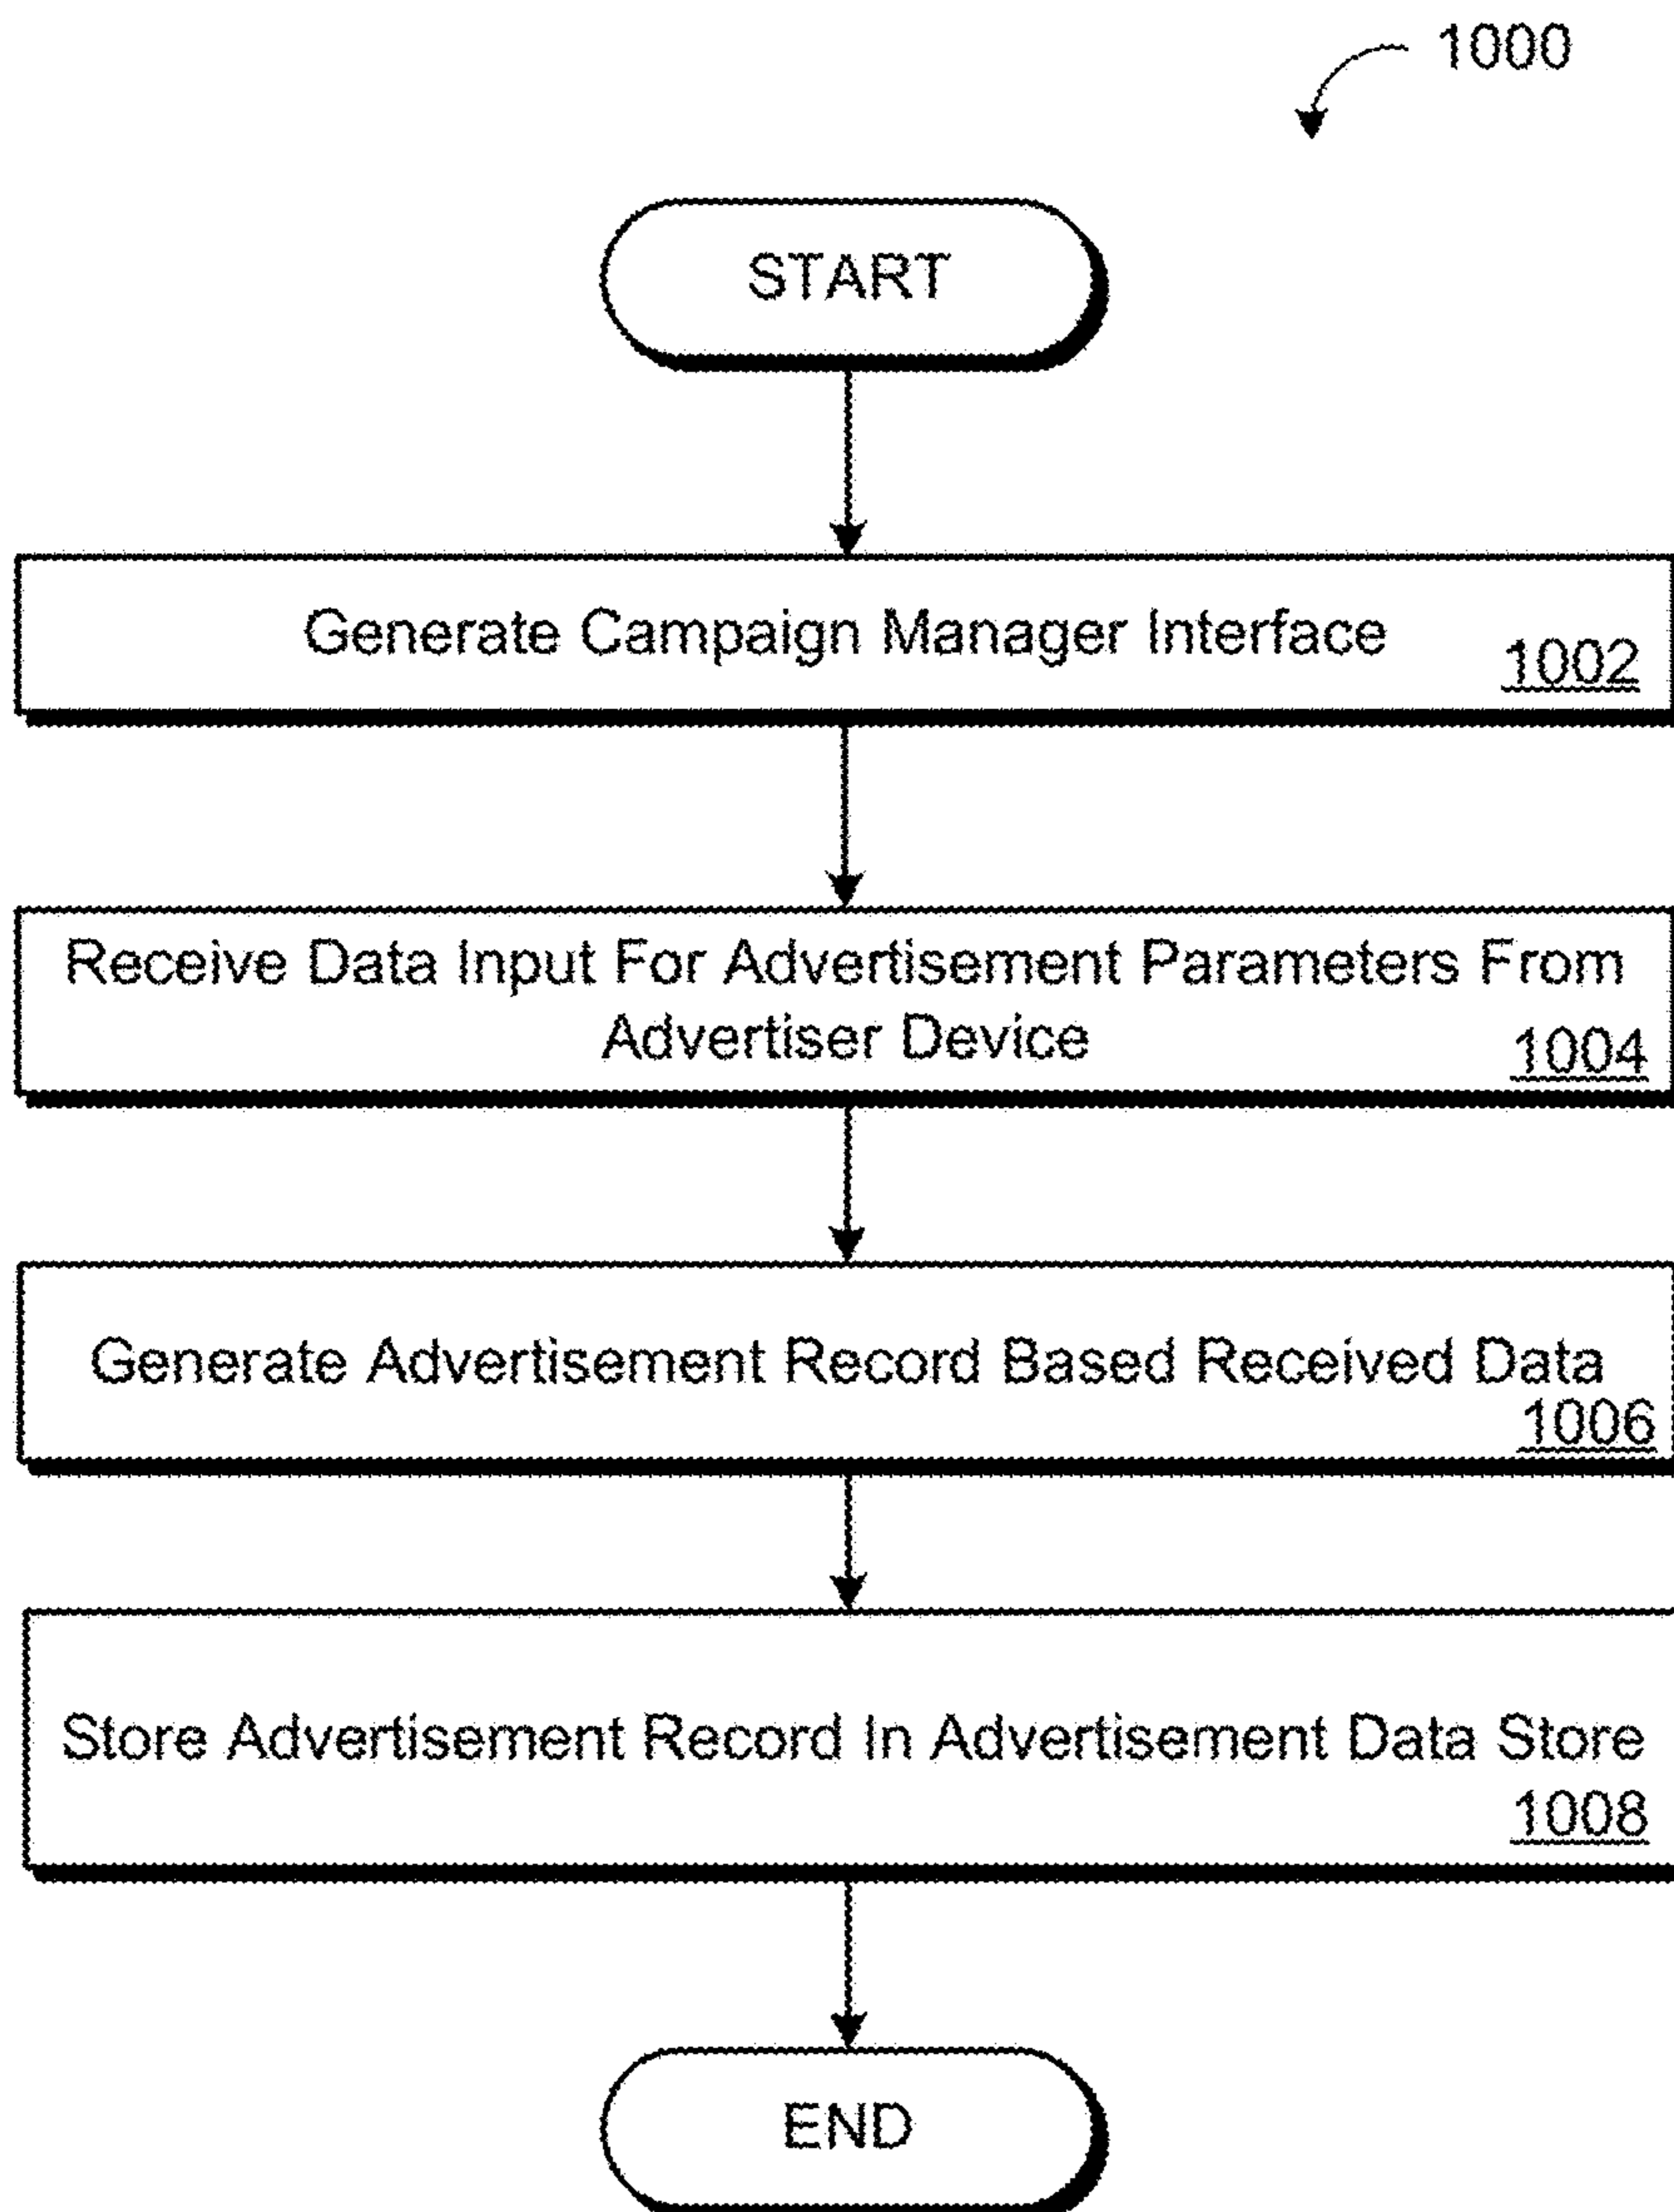 1000
START
Generate Campaign Manager Interface
1002
Receive Data Input For Advertisement Parameters From
Advertiser Device
1004
Generate Advertisement Record Based Received Data
1006
Store Advertisement Record In Advertisement Data Store
1008
END